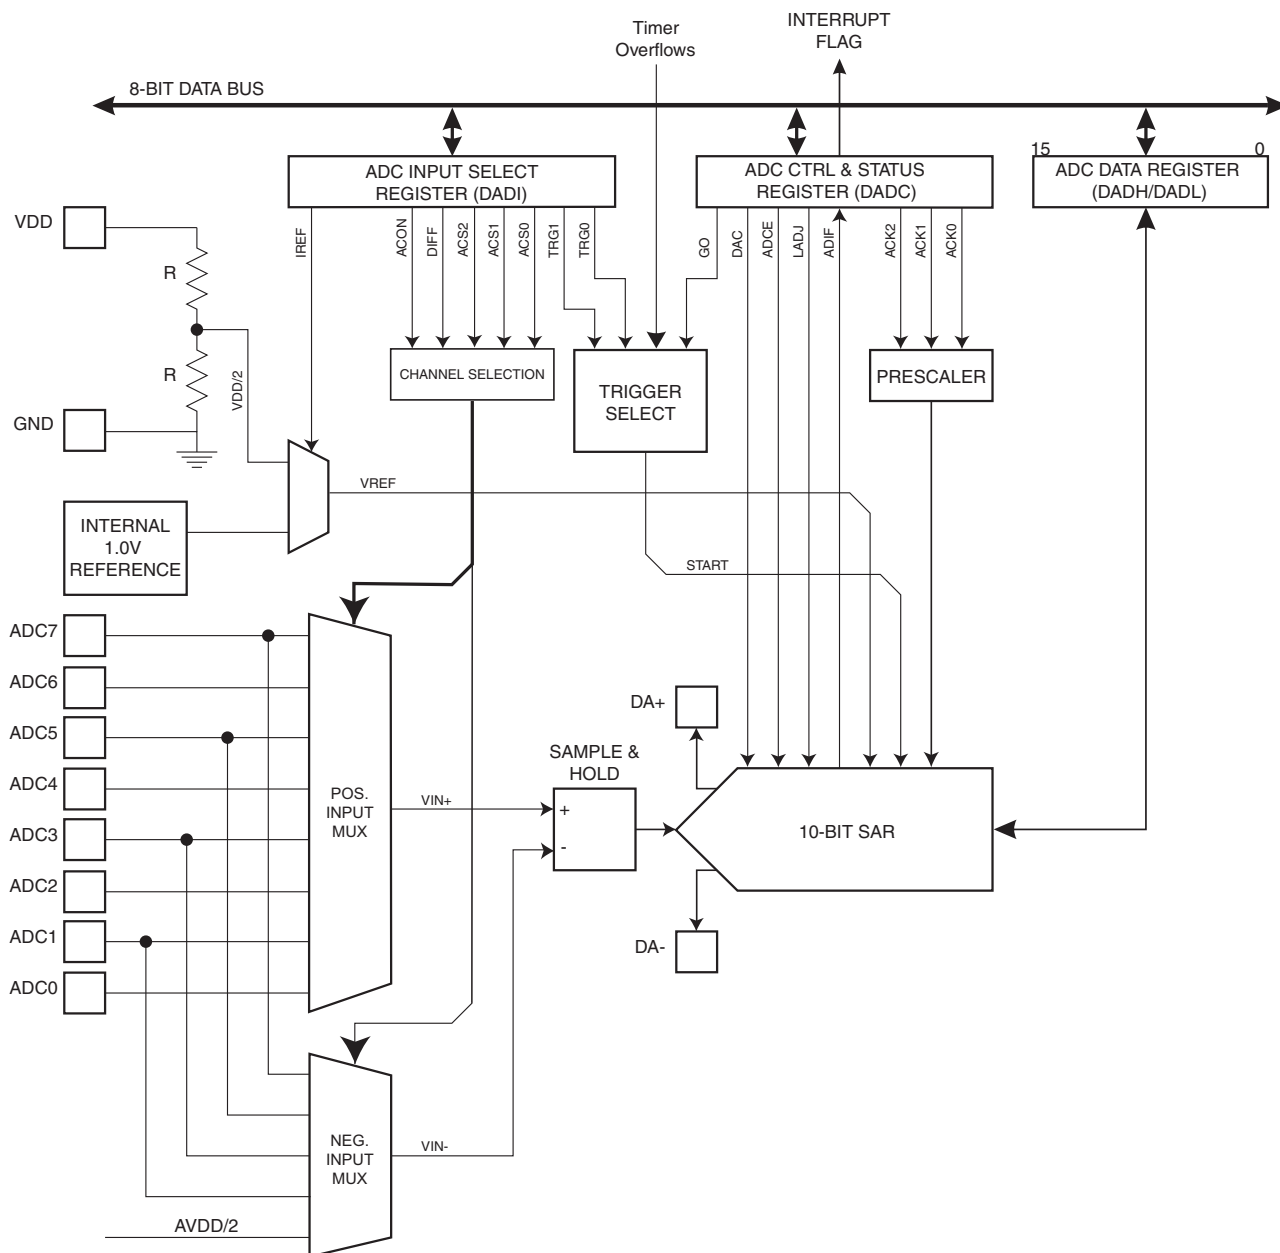 Timer
Overflows
INTERRUPT
FLAG
8-BIT DATA BUS
ADC INPUT SELECT
REGISTER (DADI)
ADC CTRL & STATUS
REGISTER (DADC)
15
0
ADC DATA REGISTER
(DADH/DADL)
VDD
R
R
GND
VDD/2
IREF
ACON
DIFF
ACS2
ACS1
ACS0
TRG1
TRG0
GO
DAC
ADCE
LADJ
ADIF
ACK2
ACK1
ACK0
CHANNEL SELECTION
TRIGGER
SELECT
PRESCALER
VREF
INTERNAL
1.0V
REFERENCE
START
ADC7
ADC6
ADC5
ADC4
ADC3
ADC2
ADC1
ADC0
POS.
INPUT
MUX
VIN+
SAMPLE &
HOLD
+
-
DA+
10-BIT SAR
DA-
NEG.
INPUT
MUX
VIN-
AVDD/2